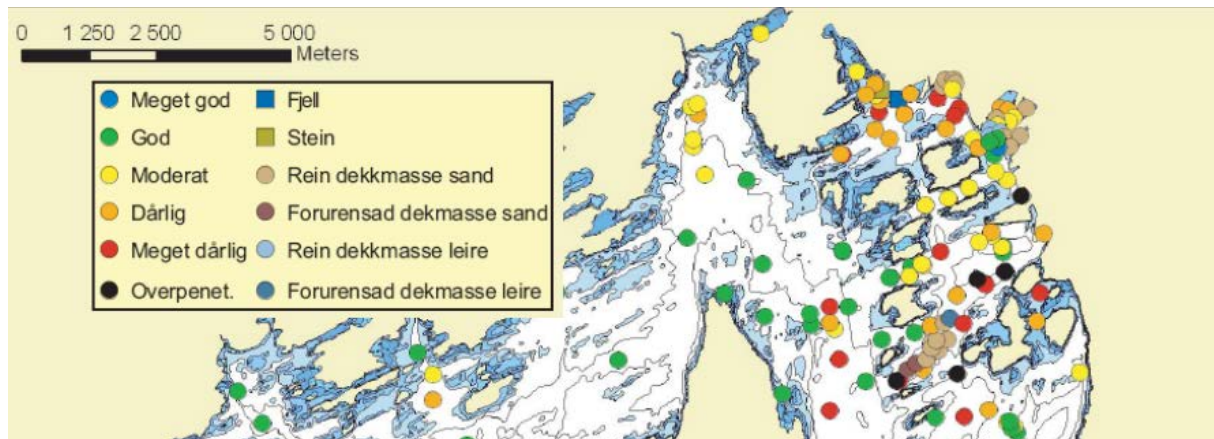 0 1 250 2 500 5 000
Meters
Meget god
God
Moderat
Dårlig
Meget dårlig
Overpenet.
Fjell
Stein
Rein dekkmasse sand
Forurensad dekmasse sand
Rein dekkmasse leire
Forurensad dekmasse leire